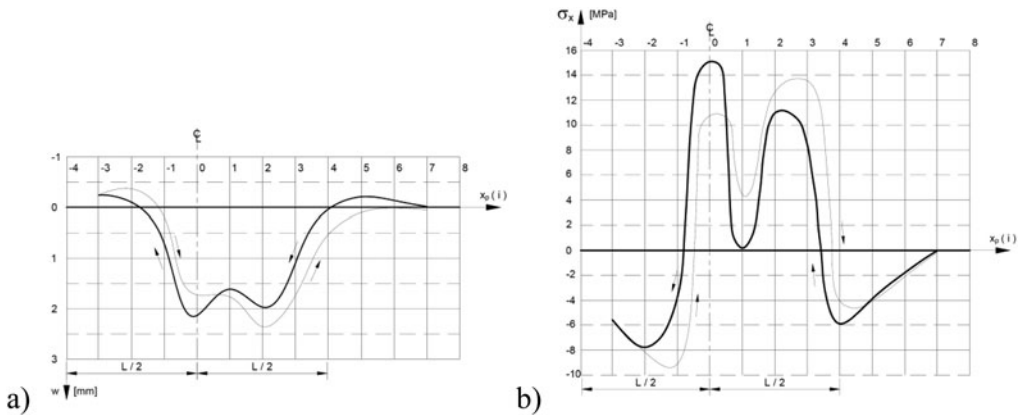 a)
℄
-1
-4 -3 -2 -1 0 1 2 3 4 5 6 7 8
xp ( i )
0
1
2
3
L / 2 L / 2
w [mm]
b)
σx [MPa]
℄
-4 -3 -2 -1 0 1 2 3 4 5 6 7 8
16
14
12
10
8
6
4
2
0
xp( i )
-2
-4
-6
-8
-10
L / 2 L / 2